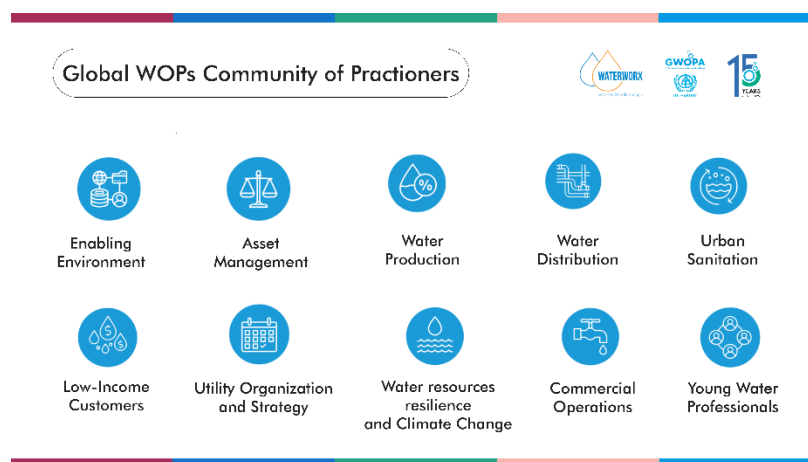 Global WOPs Community of Practioners
WATERWORX
GWOPA
15
YEARS
Enabling
Environment
Asset
Management
Water
Production
Water
Distribution
Urban
Sanitation
Low-Income
Customers
Utility Organization
and Strategy
Water resources
resilience
and Climate Change
Commercial
Operations
Young Water
Professionals